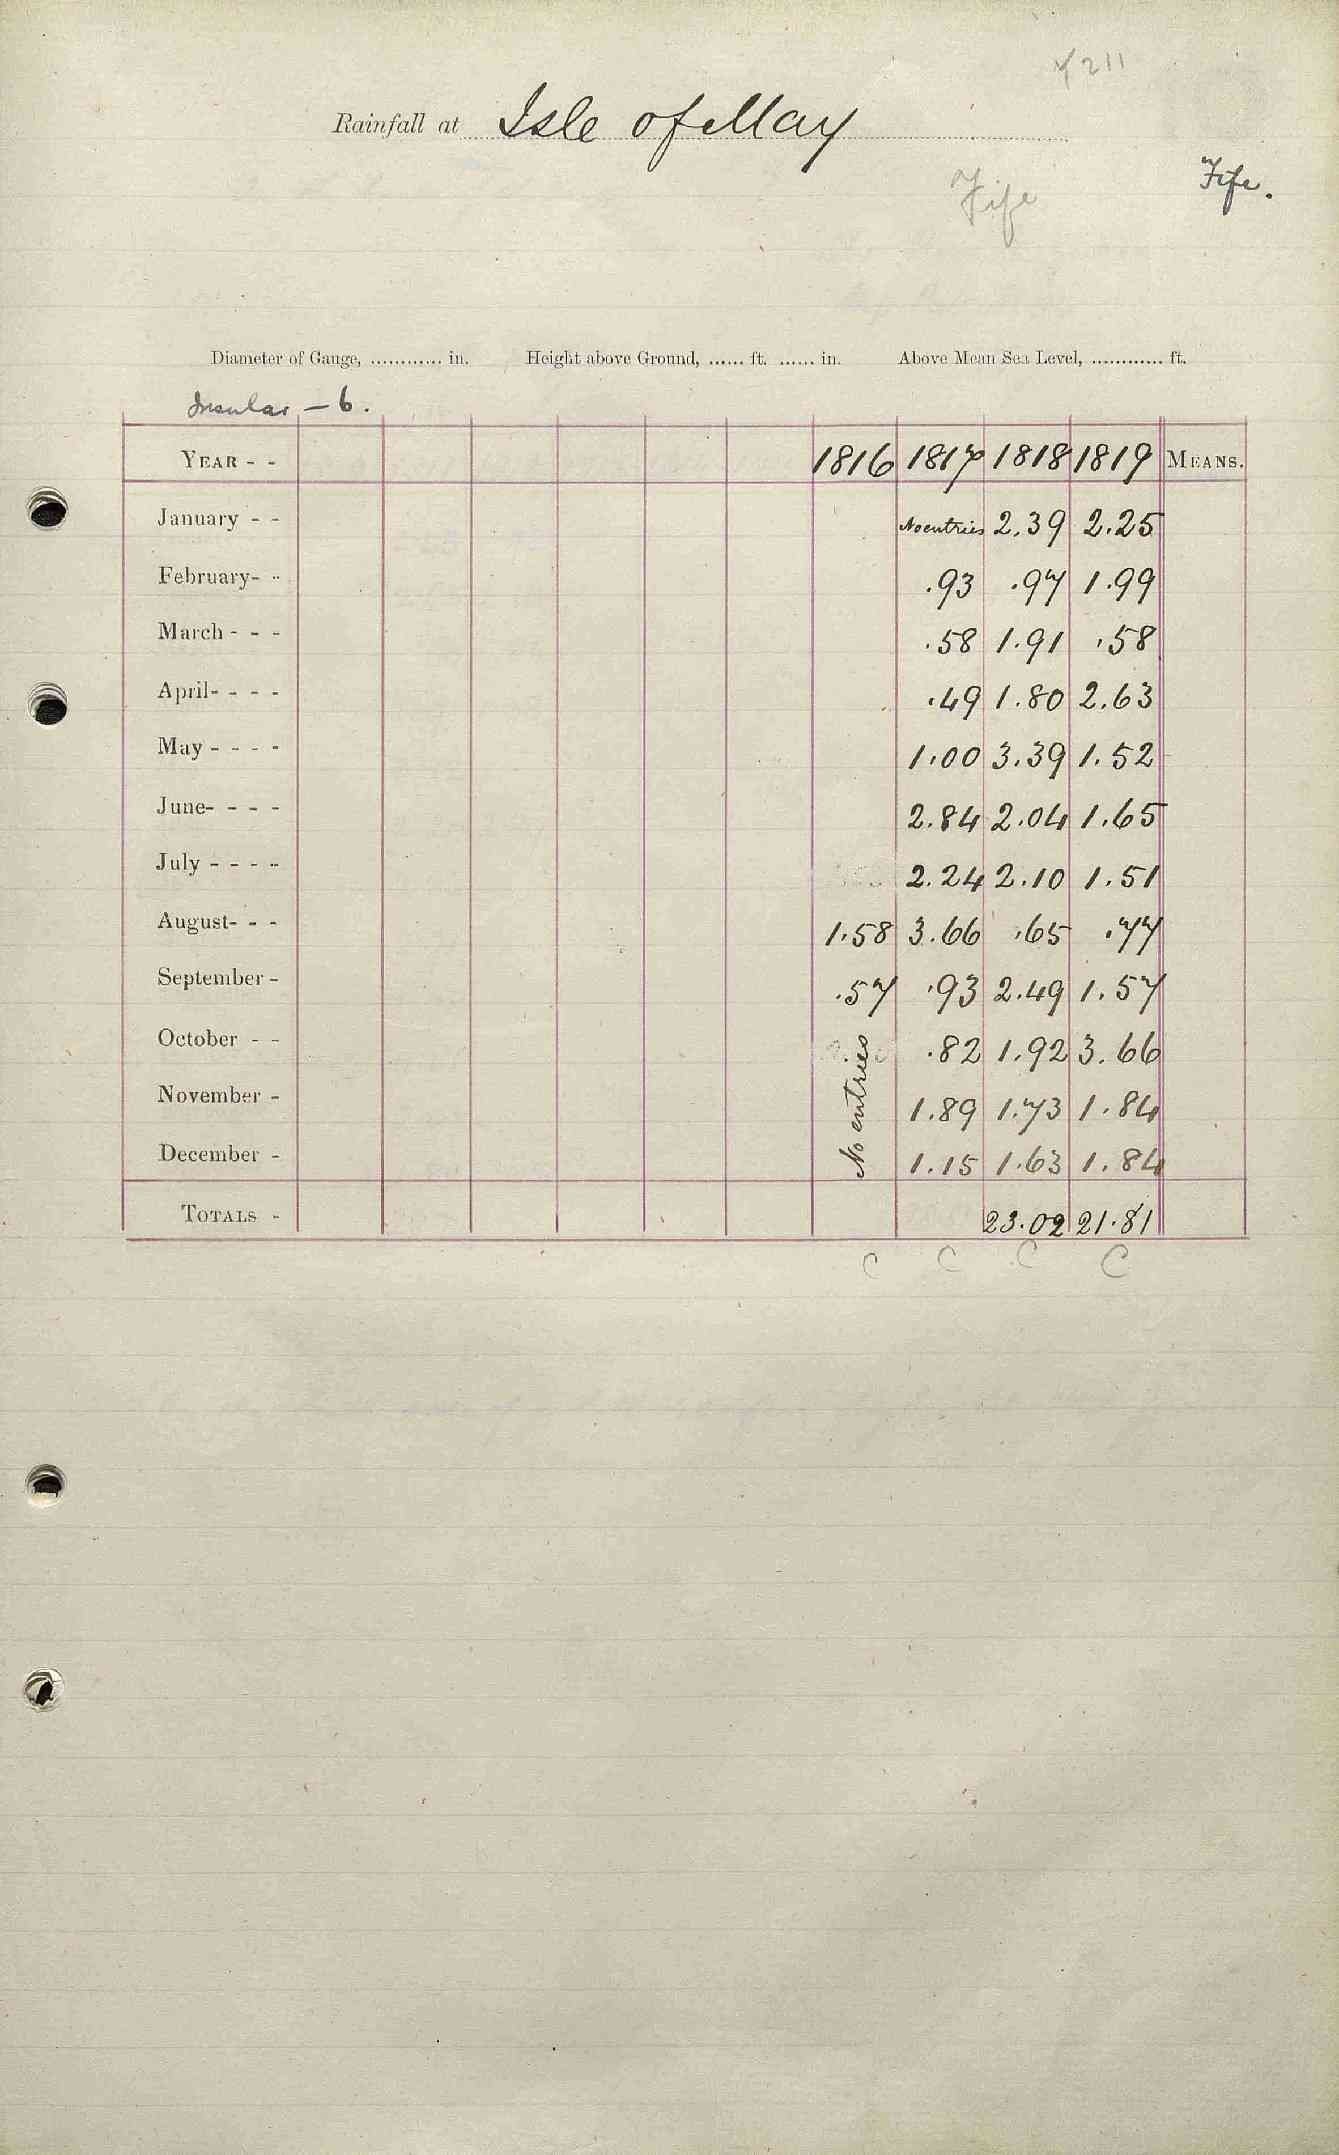 211
Rainfall at Isle of May
Fife Fife.
Diameter of Gauge, ............ in. Height above Ground, ...... ft. ...... in. Above Mean Sea Level, ............ ft.
Insular – 6.
YEAR - - 1816 1817 1818 1819 MEANS.
January - - No entries 2.39 2.25
February- - .93 .97 1.99
March - - - .58 1.91 .58
April- - - - .49 1.80 2.63
May - - - - 1.00 3.39 1.52
June- - - - 2.84 2.04 1.65
July - - - - 2.24 2.10 1.51
August- - - 1.58 3.66 .65 .77
September - .57 .93 2.49 1.57
October - - No entries .82 1.92 3.66
November - 1.89 1.73 1.84
December - 1.15 1.63 1.84
TOTALS - 23.02 21.81
C C C C